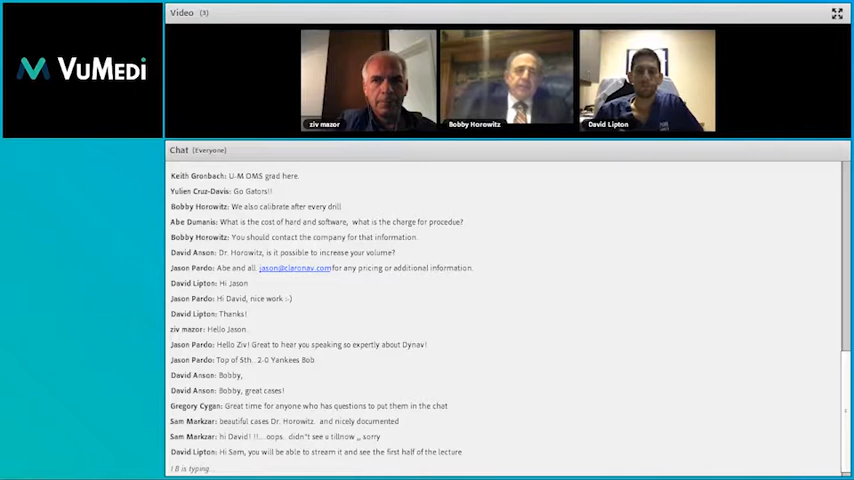 VUMEDi
Video (3)
ziv mazor
Bobby Horowitz
David Lipton
Chat (Everyone)
Keith Gronbach: U-M OMS grad here.
Yulien Cruz-Davis: Go Gators!!
Bobby Horowitz: We also calibrate after every drill
Abe Dumanis: What is the cost of hard and software, what is the charge for procedue?
Bobby Horowitz: You should contact the company for that information.
David Anson: Dr. Horowitz, is it possible to increase your volume?
Jason Pardo: Abe and all. jason@claronav.com for any pricing or additional information.
David Lipton: Hi Jason
Jason Pardo: Hi David, nice work :-)
David Lipton: Thanks!
ziv mazor: Hello Jason.
Jason Pardo: Hello Ziv! Great to hear you speaking so expertly about Dynav!
Jason Pardo: Top of 5th.. 2-0 Yankees Bob
David Anson: Bobby,
David Anson: Bobby, great cases!
Gregory Cygan: Great time for anyone who has questions to put them in the chat
Sam Markzar: beautiful cases Dr. Horowitz. and nicely documented
Sam Markzar: hi David! !!...oops. didn"t see u tillnow ,, sorry
David Lipton: Hi Sam, you will be able to stream it and see the first half of the lecture
I B is typing...